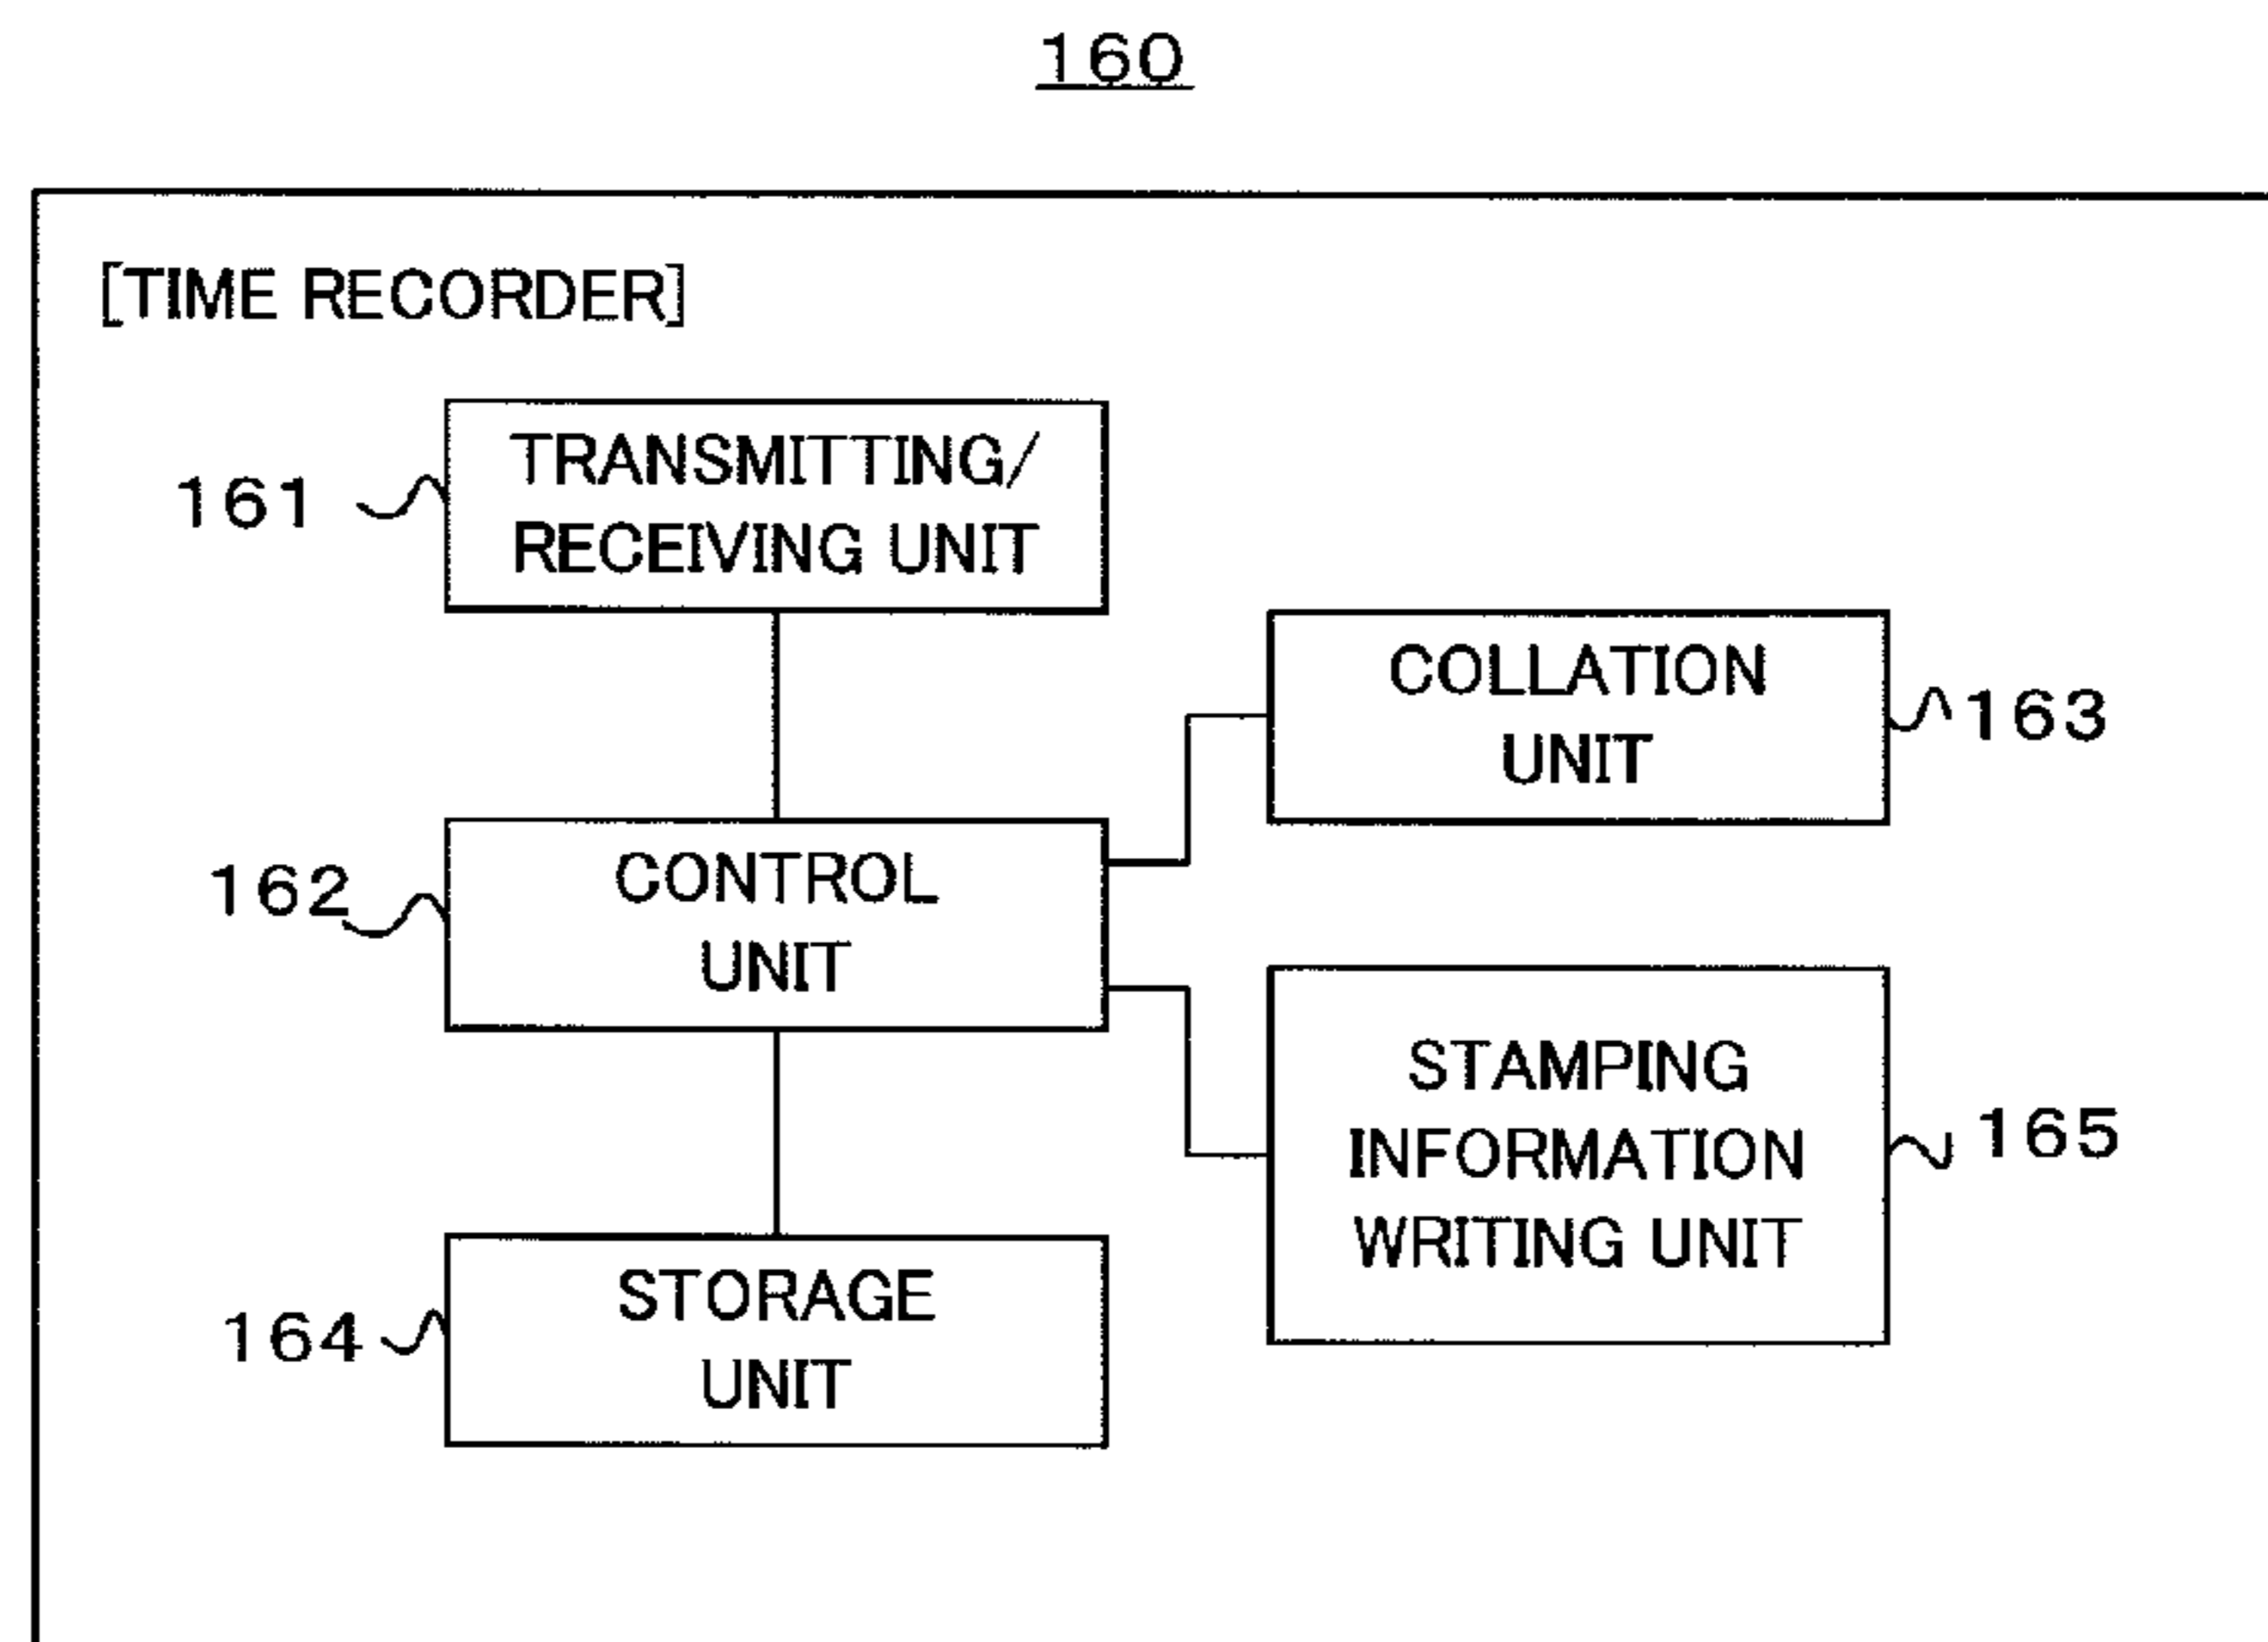 160
[TIME RECORDER]
161
TRANSMITTING/
RECEIVING UNIT
COLLATION
UNIT
163
162
CONTROL
UNIT
STAMPING
INFORMATION
WRITING UNIT
165
164
STORAGE
UNIT